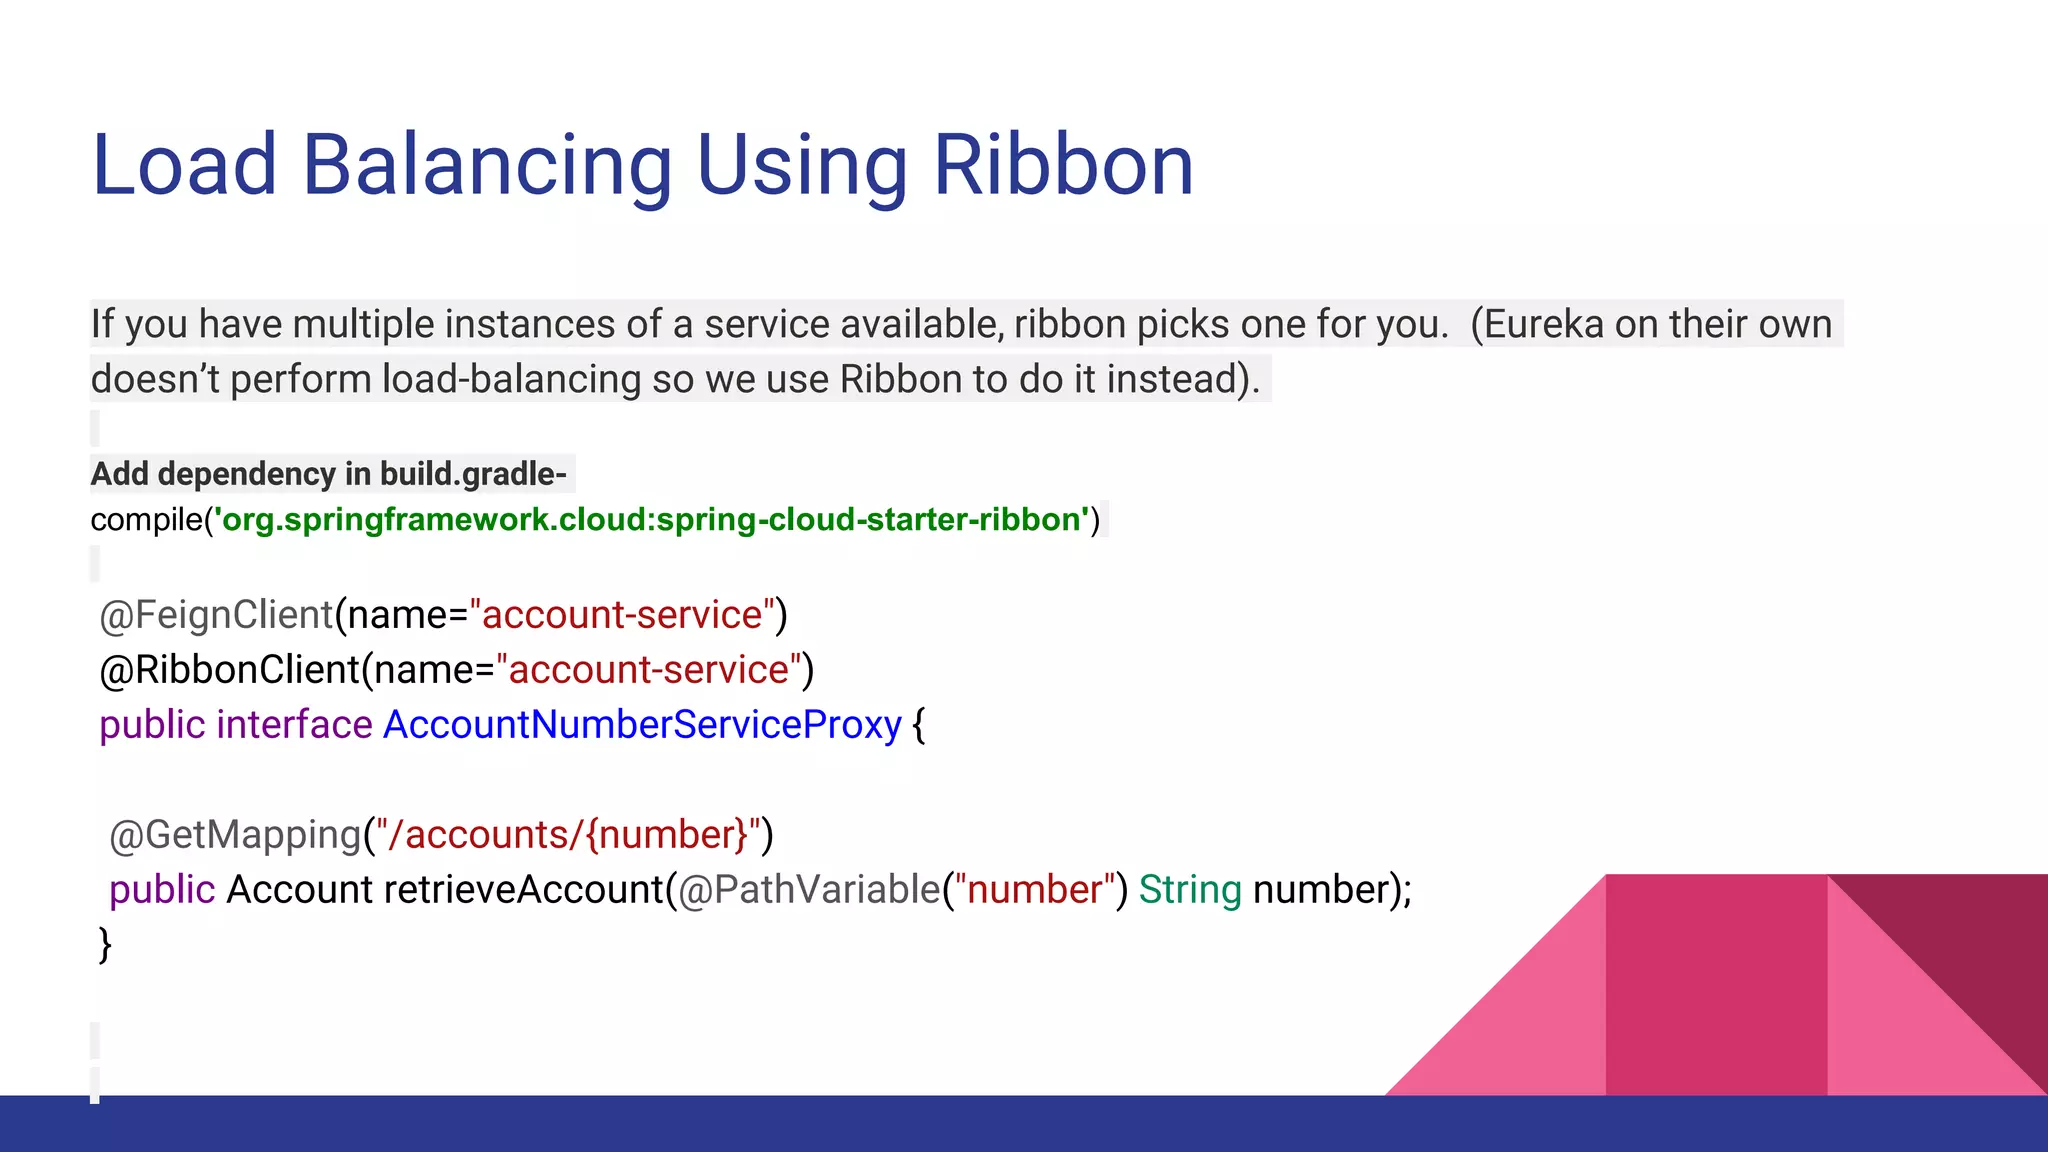 Load Balancing Using Ribbon
If you have multiple instances of a service available, ribbon picks one for you.  (Eureka on their own
doesn’t perform load-balancing so we use Ribbon to do it instead).
Add dependency in build.gradle-
compile('org.springframework.cloud:spring-cloud-starter-ribbon')
@FeignClient(name="account-service")
@RibbonClient(name="account-service")
public interface AccountNumberServiceProxy {
@GetMapping("/accounts/{number}")
public Account retrieveAccount(@PathVariable("number") String number);
}